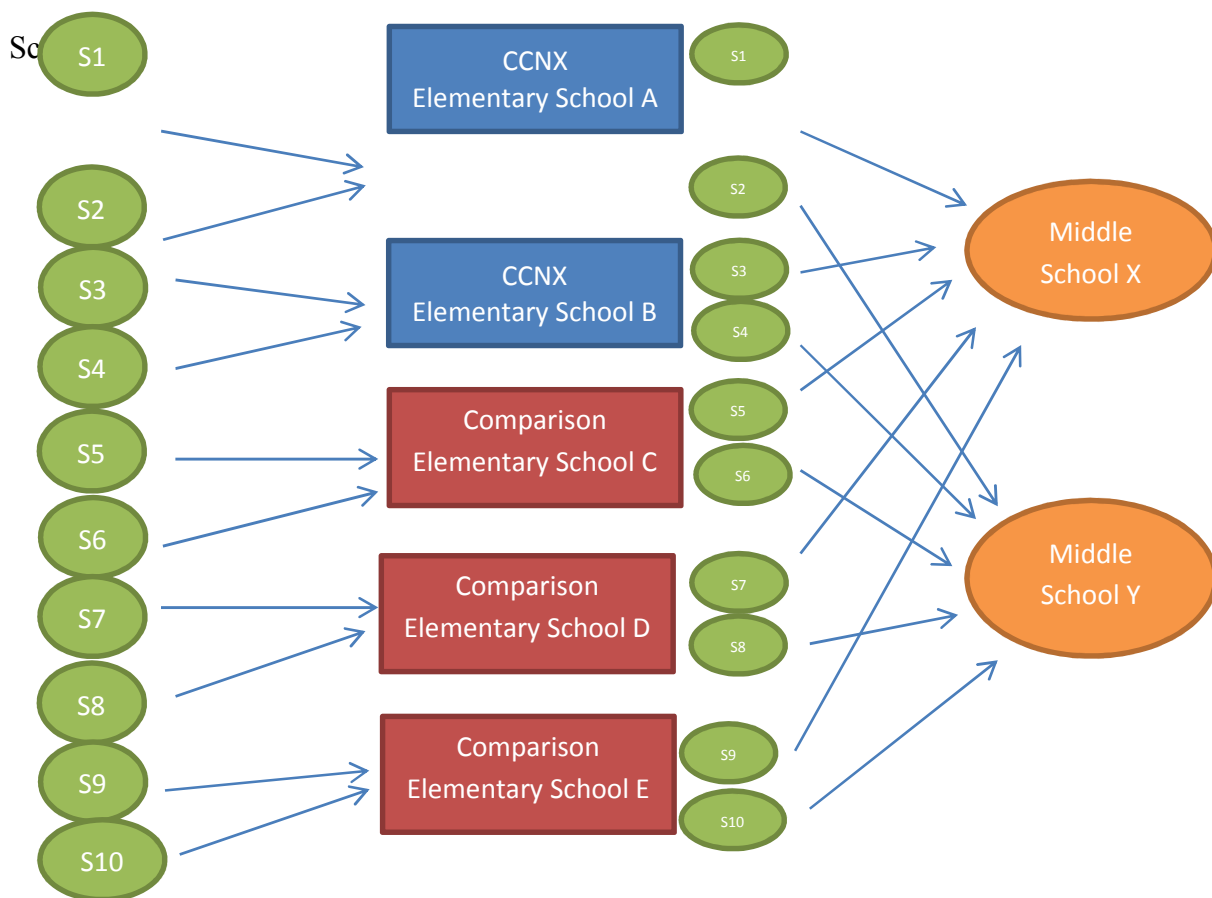 Sc
S1
S2
S3
S4
S5
S6
S7
S8
S9
S10
CCNX
Elementary School A
CCNX
Elementary School B
Comparison
Elementary School C
Comparison
Elementary School D
Comparison
Elementary School E
S1
S2
S3
S4
S5
S6
S7
S8
S9
S10
Middle
School X
Middle
School Y